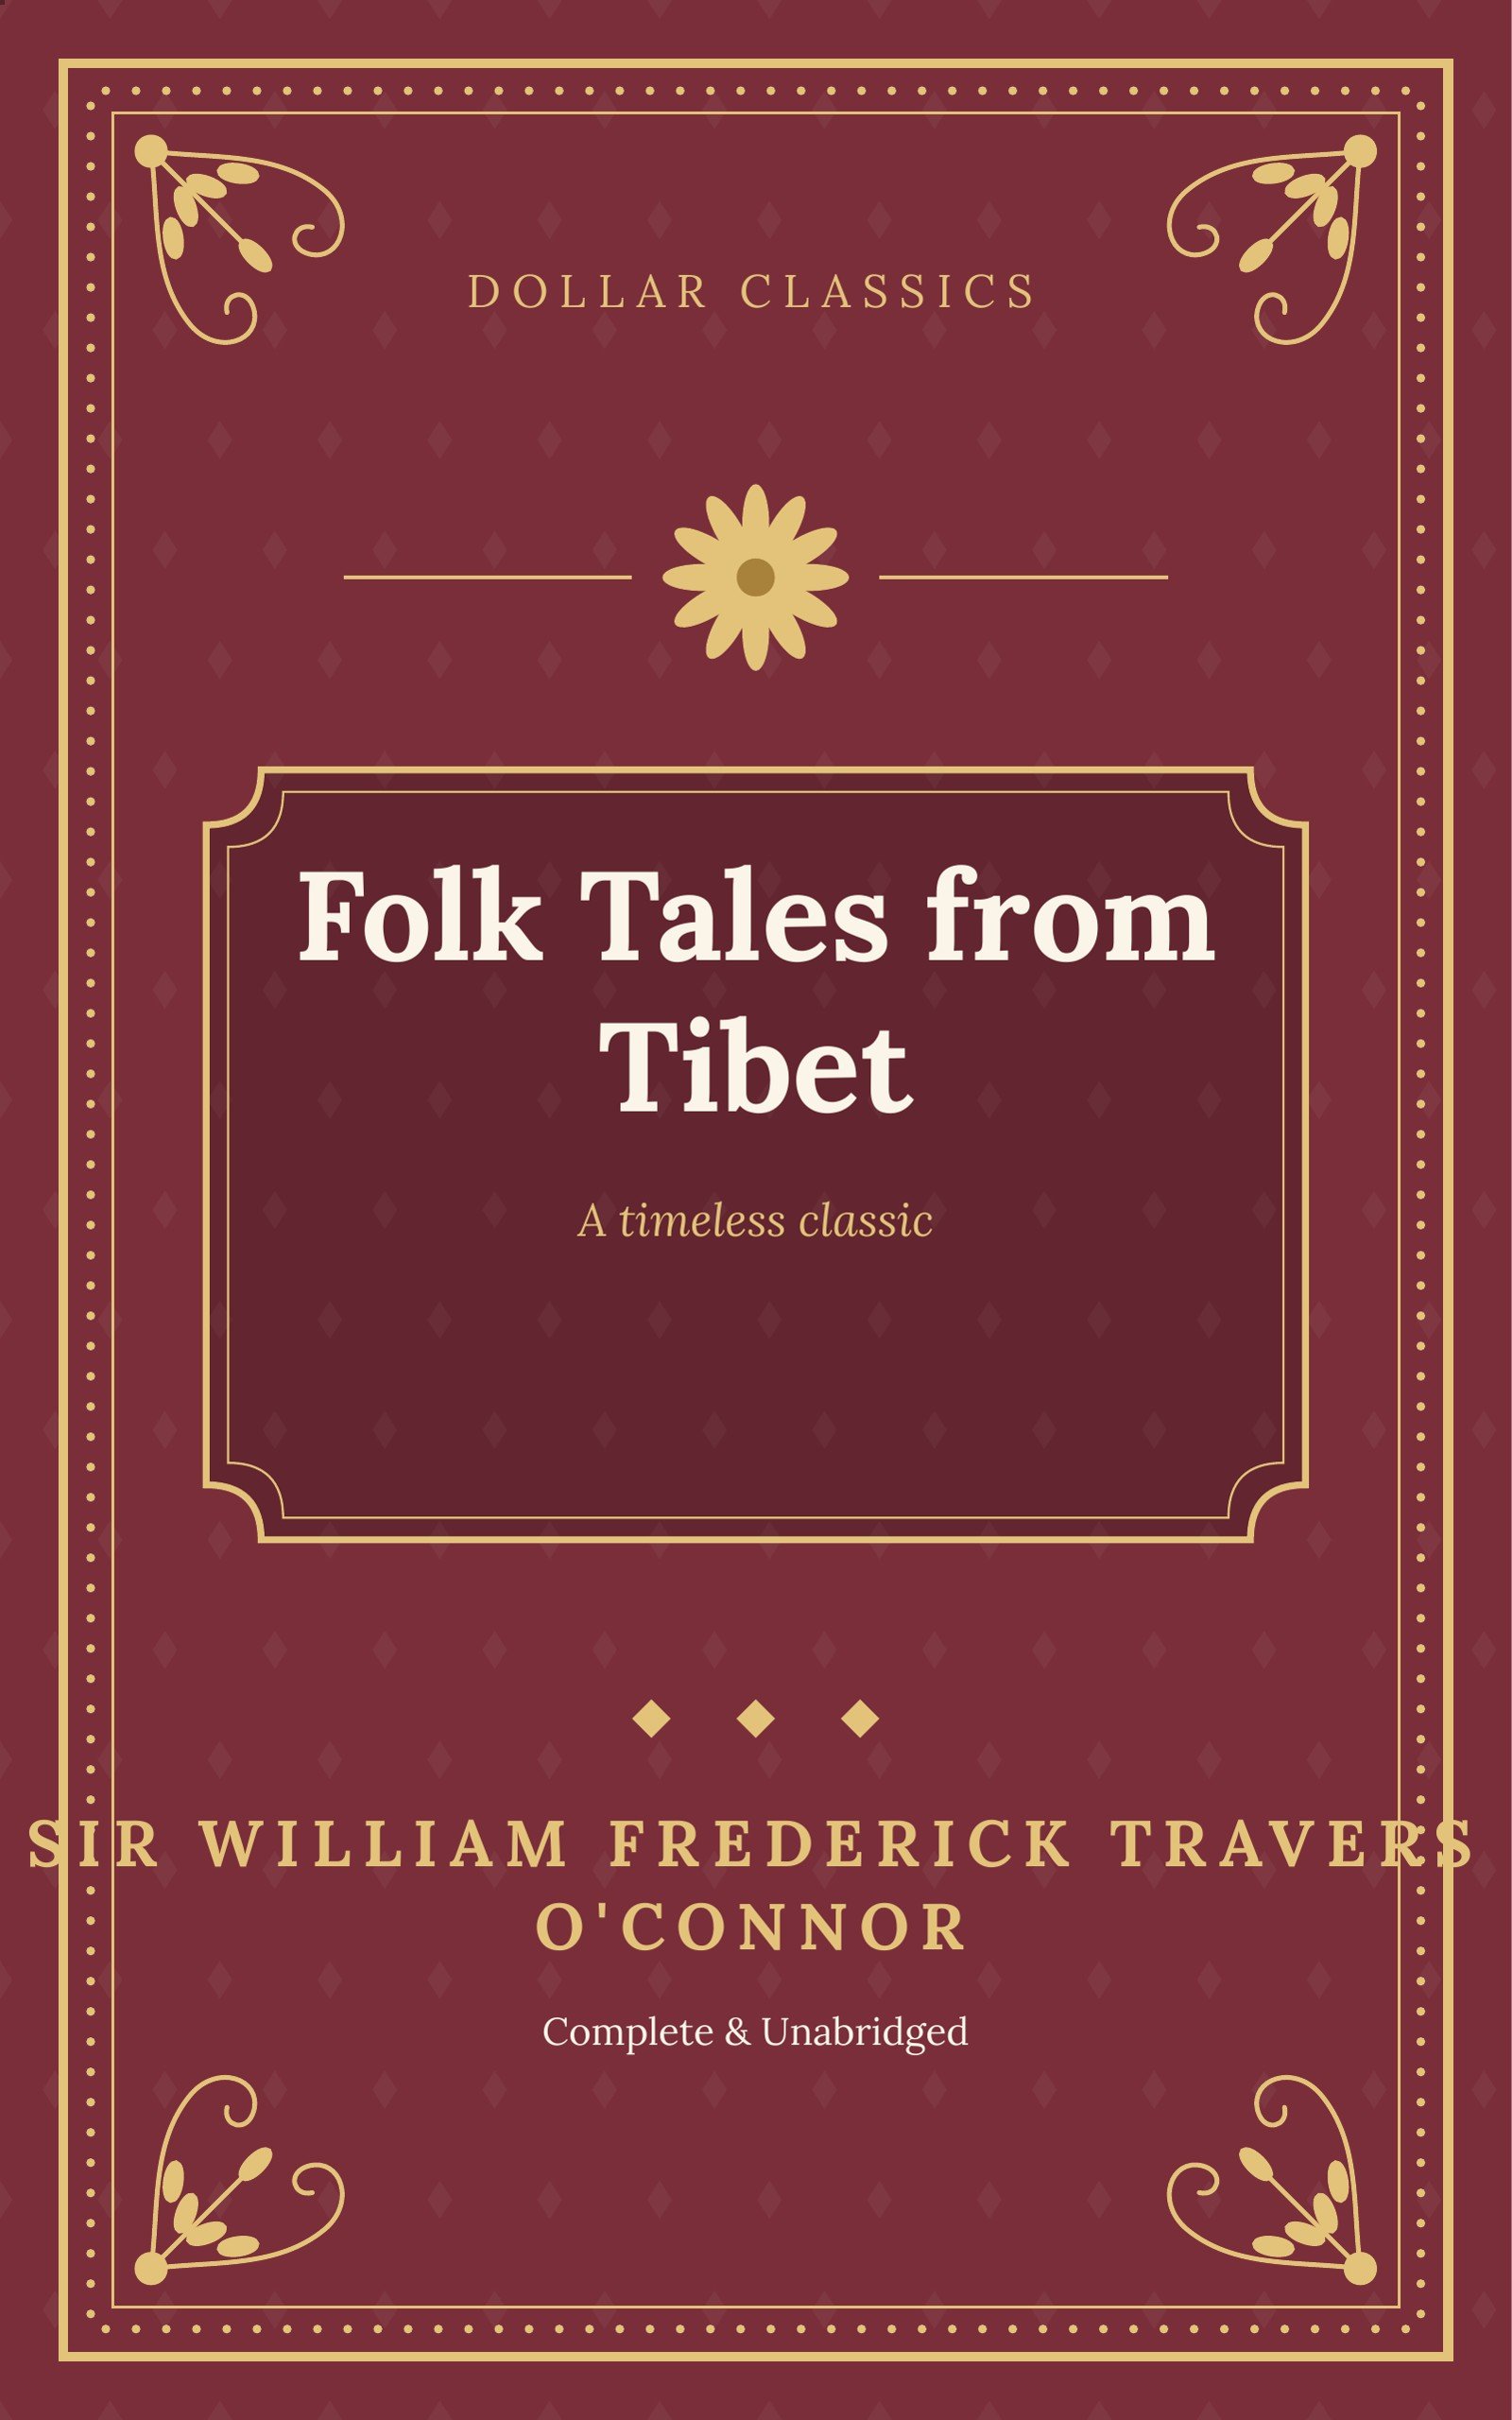 DOLLAR CLASSICS
Folk Tales from
Tibet
A timeless classic
SIR WILLIAM FREDERICK TRAVERS
O'CONNOR
Complete & Unabridged